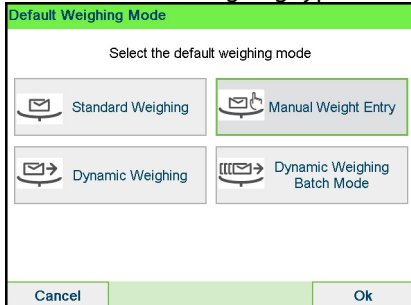 Default Weighing Mode
Select the default weighing mode
Standard Weighing
Manual Weight Entry
Dynamic Weighing
Dynamic Weighing
Batch Mode
Cancel
Ok